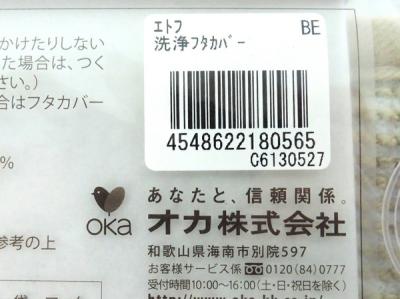 かけたりしない
た場合は、つく
さい。)
合はフタカバー
エトフ BE
洗浄フタカバー
4548622180565
C6130527
%
参考の上
oka
あなたと、信頼関係。
オカ株式会社
和歌山県海南市別院597
お客様サービス係 0120(84)0777
受付時間10:00〜16:00(土・日・祝日を除く)